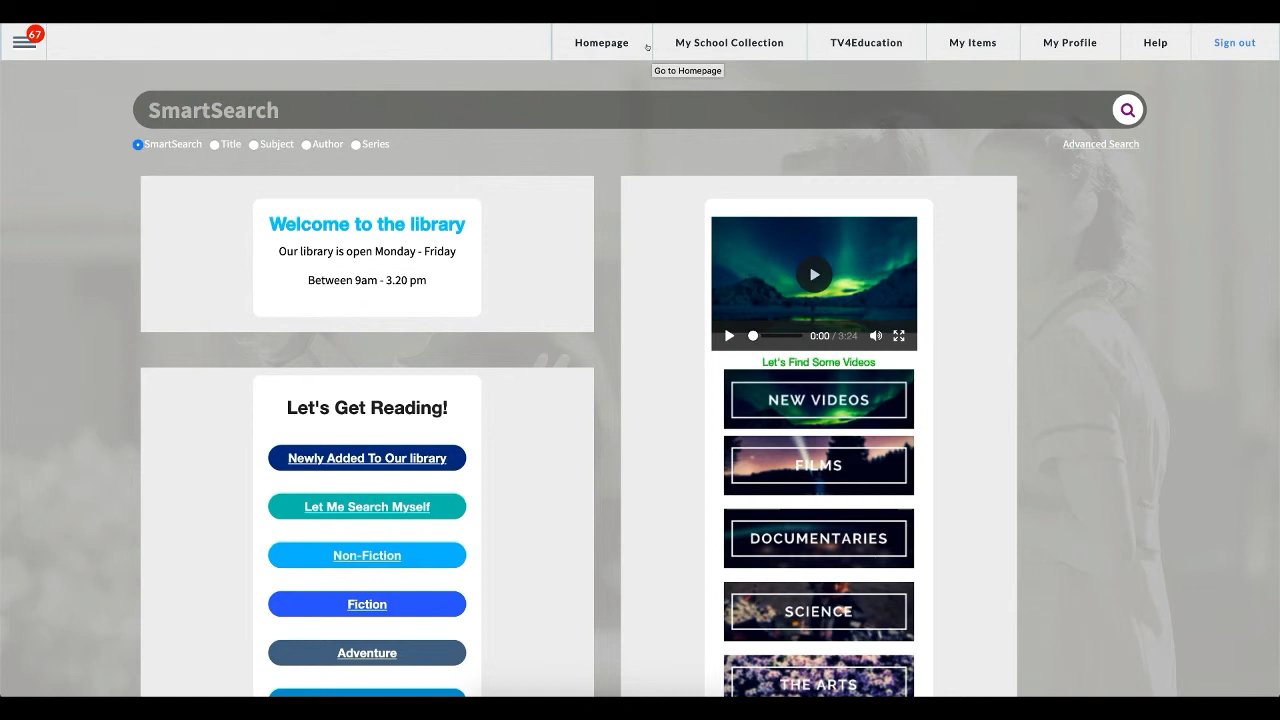 67
Homepage
My School Collection
TV4Education
My Items
My Profile
Help
Sign out
Go to Homepage
SmartSearch
SmartSearch
Title
Subject
Author
Series
Advanced Search
Welcome to the library
Our library is open Monday - Friday
Between 9am - 3.20 pm
Let's Get Reading!
Newly Added To Our library
Let Me Search Myself
Non-Fiction
Fiction
Adventure
0:00 / 3:24
Let's Find Some Videos
NEW VIDEOS
FILMS
DOCUMENTARIES
SCIENCE
THE ARTS